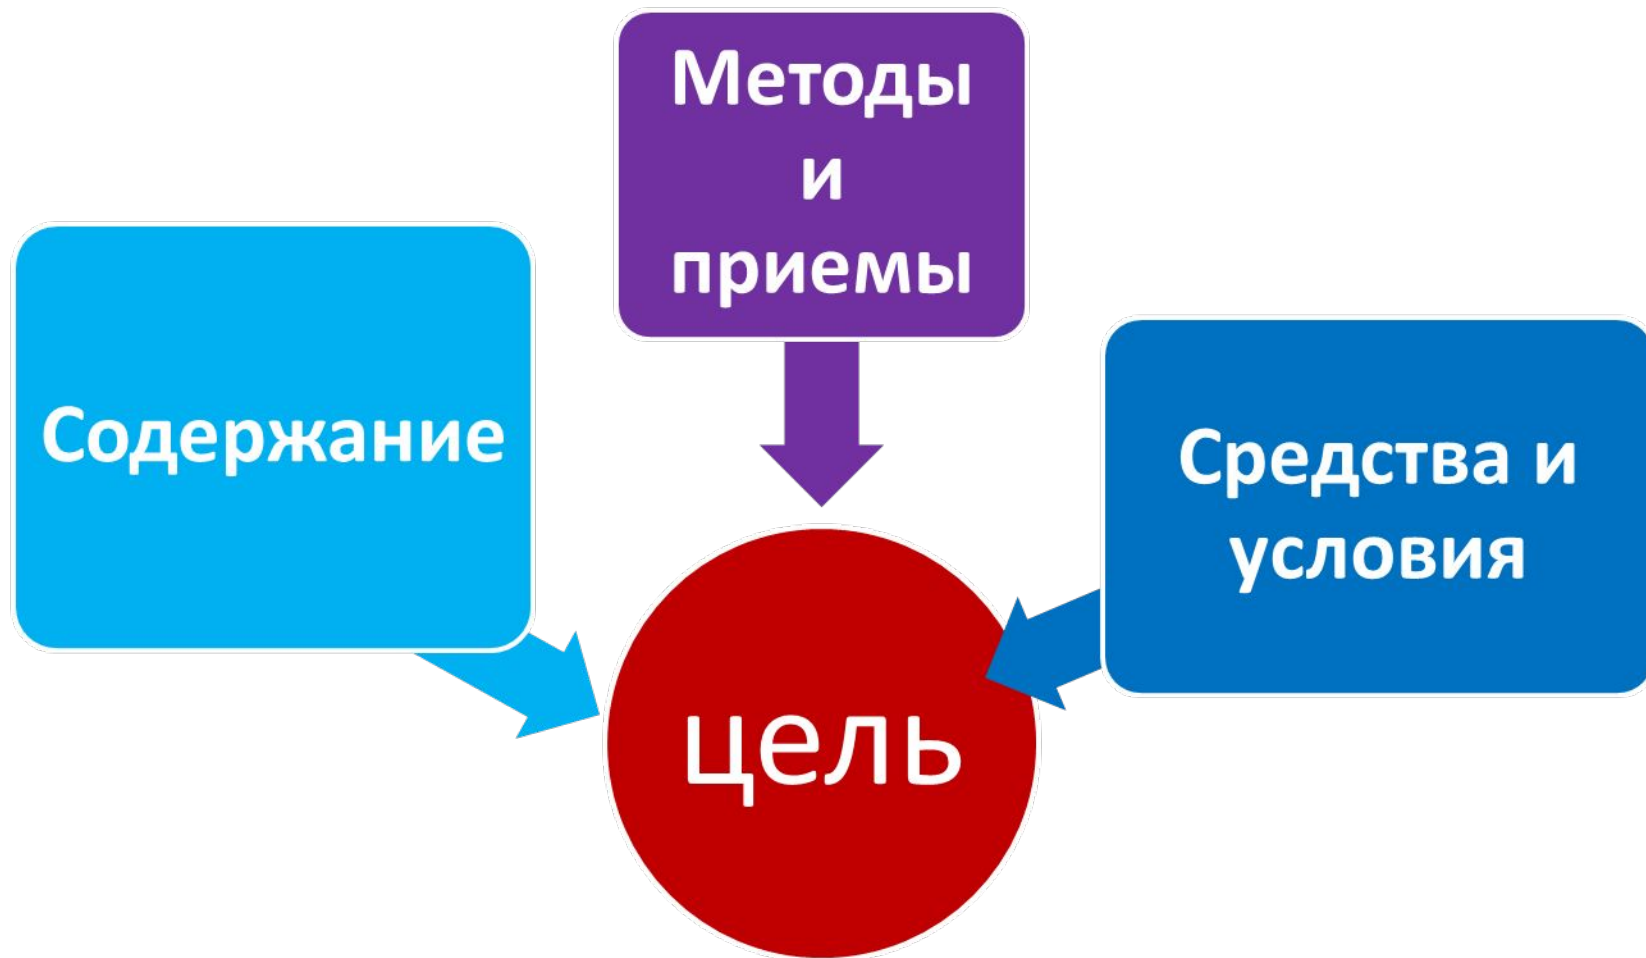 Методы
и
приемы
Содержание
Средства и
условия
цель